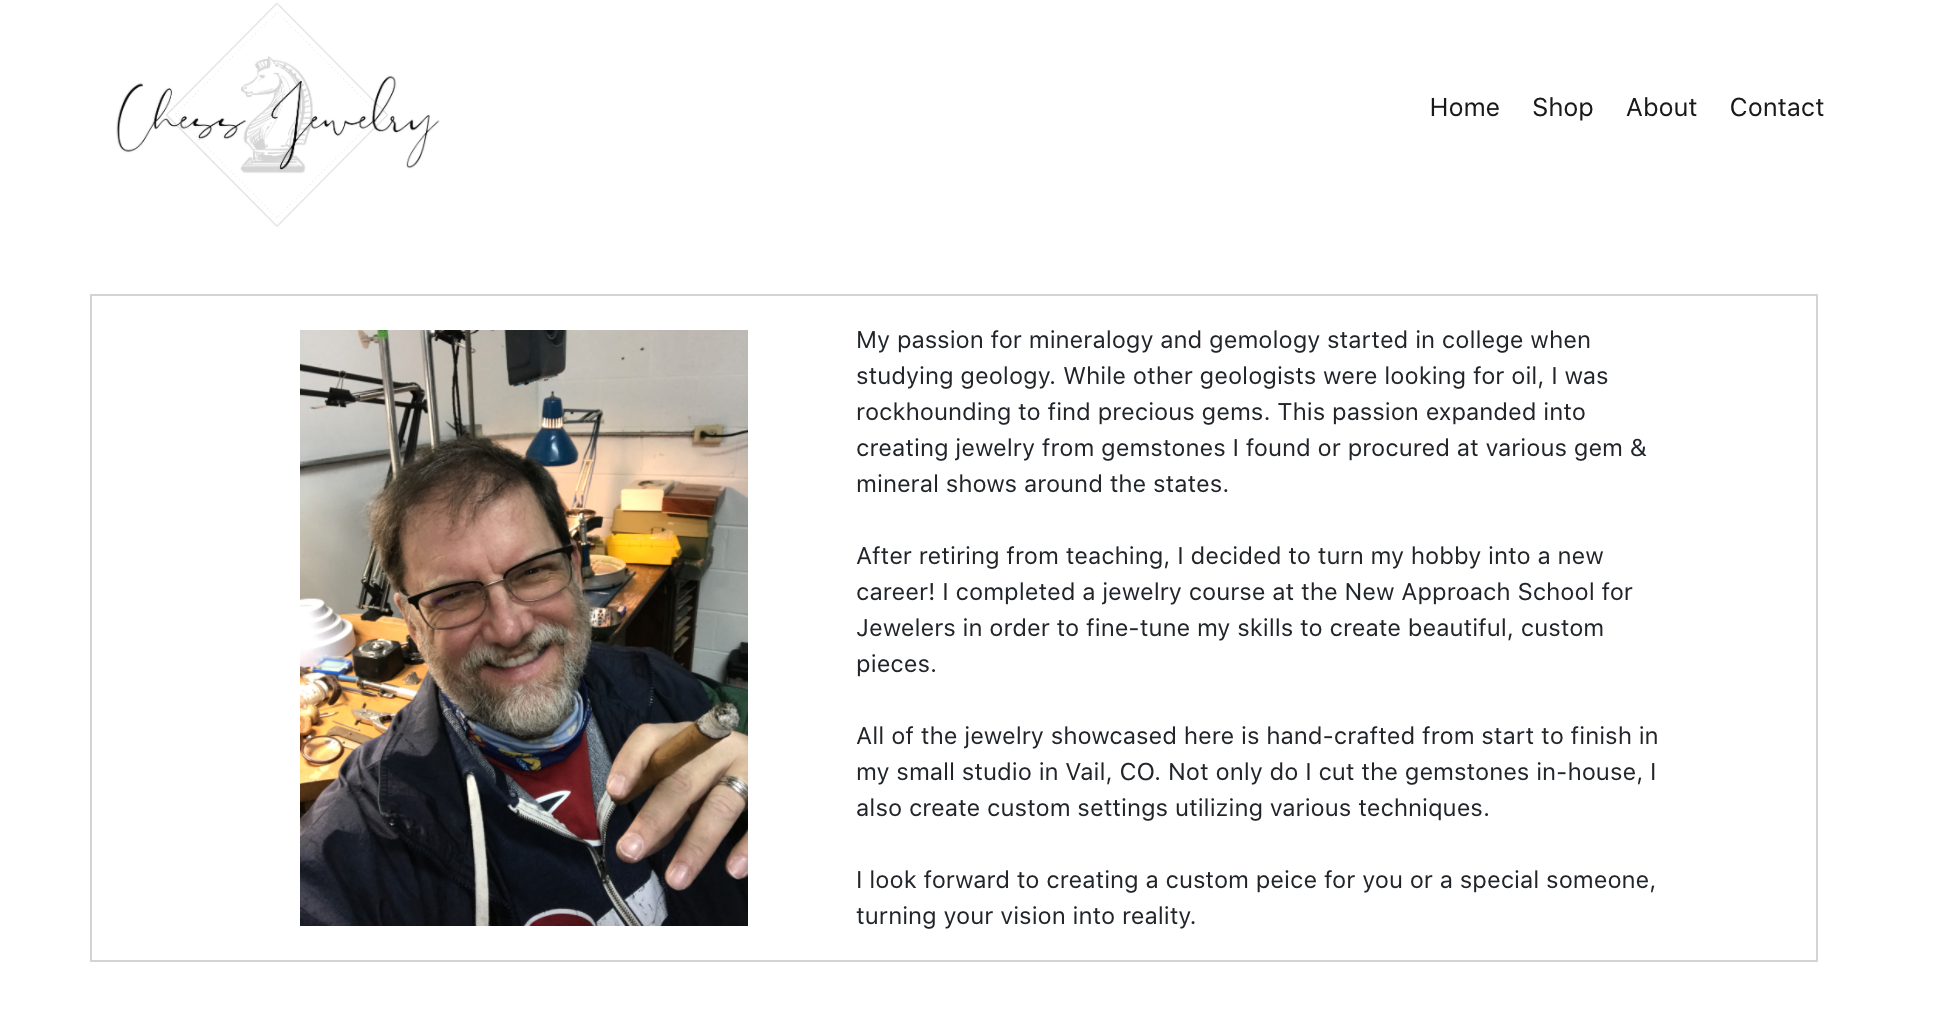 Chess Jewelry
Home Shop About Contact
My passion for mineralogy and gemology started in college when
studying geology. While other geologists were looking for oil, I was
rockhounding to find precious gems. This passion expanded into
creating jewelry from gemstones I found or procured at various gem &
mineral shows around the states.
After retiring from teaching, I decided to turn my hobby into a new
career! I completed a jewelry course at the New Approach School for
Jewelers in order to fine-tune my skills to create beautiful, custom
pieces.
All of the jewelry showcased here is hand-crafted from start to finish in
my small studio in Vail, CO. Not only do I cut the gemstones in-house, I
also create custom settings utilizing various techniques.
I look forward to creating a custom peice for you or a special someone,
turning your vision into reality.